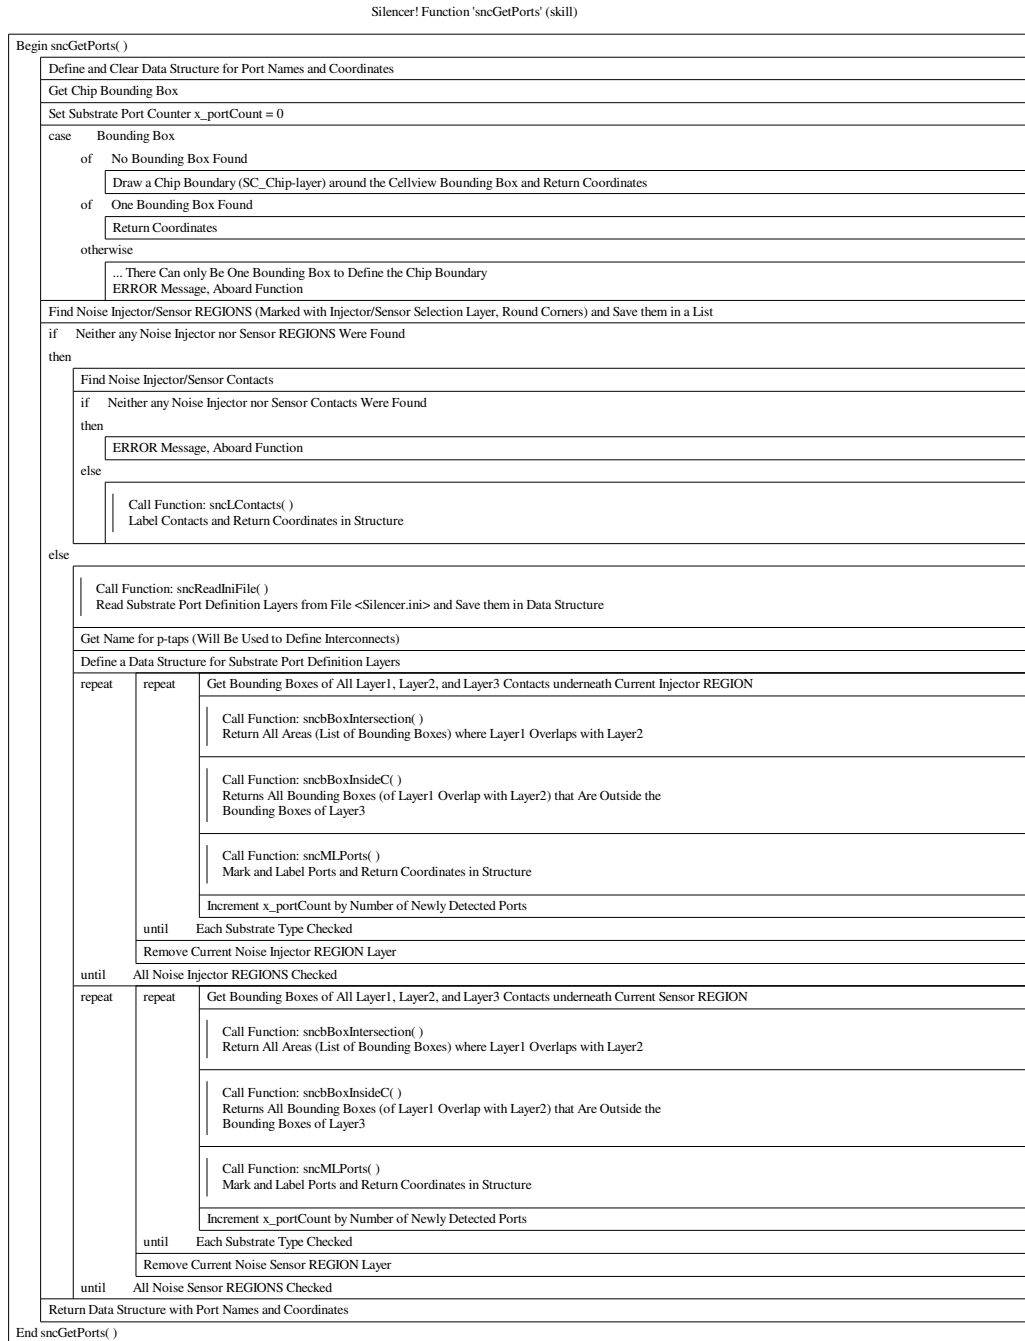 Silencer! Function 'sncGetPorts' (skill)
Begin sncGetPorts( )
Define and Clear Data Structure for Port Names and Coordinates
Get Chip Bounding Box
Set Substrate Port Counter x_portCount = 0
case Bounding Box
of No Bounding Box Found
Draw a Chip Boundary (SC_Chip-layer) around the Cellview Bounding Box and Return Coordinates
of One Bounding Box Found
Return Coordinates
otherwise
... There Can only Be One Bounding Box to Define the Chip Boundary
ERROR Message, Aboard Function
Find Noise Injector/Sensor REGIONS (Marked with Injector/Sensor Selection Layer, Round Corners) and Save them in a List
if Neither any Noise Injector nor Sensor REGIONS Were Found
then
Find Noise Injector/Sensor Contacts
if Neither any Noise Injector nor Sensor Contacts Were Found
then
ERROR Message, Aboard Function
else
Call Function: sncLContacts( )
Label Contacts and Return Coordinates in Structure
else
Call Function: sncReadIniFile( )
Read Substrate Port Definition Layers from File <Silencer.ini> and Save them in Data Structure
Get Name for p-taps (Will Be Used to Define Interconnects)
Define a Data Structure for Substrate Port Definition Layers
repeat repeat Get Bounding Boxes of All Layer1, Layer2, and Layer3 Contacts underneath Current Injector REGION
Call Function: sncbBoxIntersection( )
Return All Areas (List of Bounding Boxes) where Layer1 Overlaps with Layer2
Call Function: sncbBoxInsideC( )
Returns All Bounding Boxes (of Layer1 Overlap with Layer2) that Are Outside the
Bounding Boxes of Layer3
Call Function: sncMLPorts( )
Mark and Label Ports and Return Coordinates in Structure
Increment x_portCount by Number of Newly Detected Ports
until Each Substrate Type Checked
Remove Current Noise Injector REGION Layer
until All Noise Injector REGIONS Checked
repeat repeat Get Bounding Boxes of All Layer1, Layer2, and Layer3 Contacts underneath Current Sensor REGION
Call Function: sncbBoxIntersection( )
Return All Areas (List of Bounding Boxes) where Layer1 Overlaps with Layer2
Call Function: sncbBoxInsideC( )
Returns All Bounding Boxes (of Layer1 Overlap with Layer2) that Are Outside the
Bounding Boxes of Layer3
Call Function: sncMLPorts( )
Mark and Label Ports and Return Coordinates in Structure
Increment x_portCount by Number of Newly Detected Ports
until Each Substrate Type Checked
Remove Current Noise Sensor REGION Layer
until All Noise Sensor REGIONS Checked
Return Data Structure with Port Names and Coordinates
End sncGetPorts( )